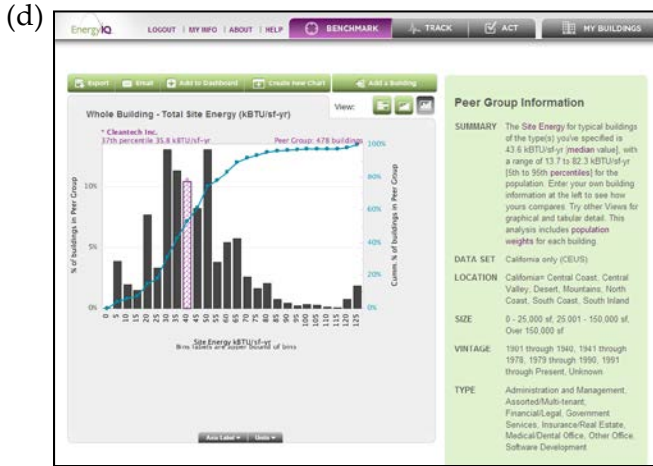 (d)
EnergyIQ LOGOUT | MY INFO | ABOUT | HELP BENCHMARK TRACK ACT MY BUILDINGS
Export Email Add to Dashboard Create New Chart Add a Building
Whole Building - Total Site Energy (kBTU/sf-yr) View:
* Cleantech Inc.
37th percentile 35.8 kBTU/sf-yr Peer Group: 478 buildings
% of buildings in Peer Group
10%
5%
0%
100%
80%
60%
40%
20%
0%
Cumm. % of buildings in Peer Group
0 5 10 15 20 25 30 35 40 45 50 55 60 65 70 75 80 85 90 95 100 105 110 115 120 125
Site Energy kBTU/sf-yr
Bins labels are upper bound of bins
Axis Label Units
Peer Group Information
SUMMARY The Site Energy for typical buildings
of the type(s) you've specified is
43.6 kBTU/sf-yr [median value], with
a range of 13.7 to 82.3 kBTU/sf-yr
[5th to 95th percentiles] for the
population. Enter your own building
information at the left to see how
yours compares. Try other Views for
graphical and tabular detail. This
analysis includes population
weights for each building.
DATA SET California only (CEUS)
LOCATION California= Central Coast, Central
Valley, Desert, Mountains, North
Coast, South Coast, South Inland
SIZE 0 - 25,000 sf, 25,001 - 150,000 sf,
Over 150,000 sf
VINTAGE 1901 through 1940, 1941 through
1978, 1979 through 1990, 1991
through Present, Unknown
TYPE Administration and Management,
Assorted/Multi-tenant,
Financial/Legal, Government
Services, Insurance/Real Estate,
Medical/Dental Office, Other Office,
Software Development